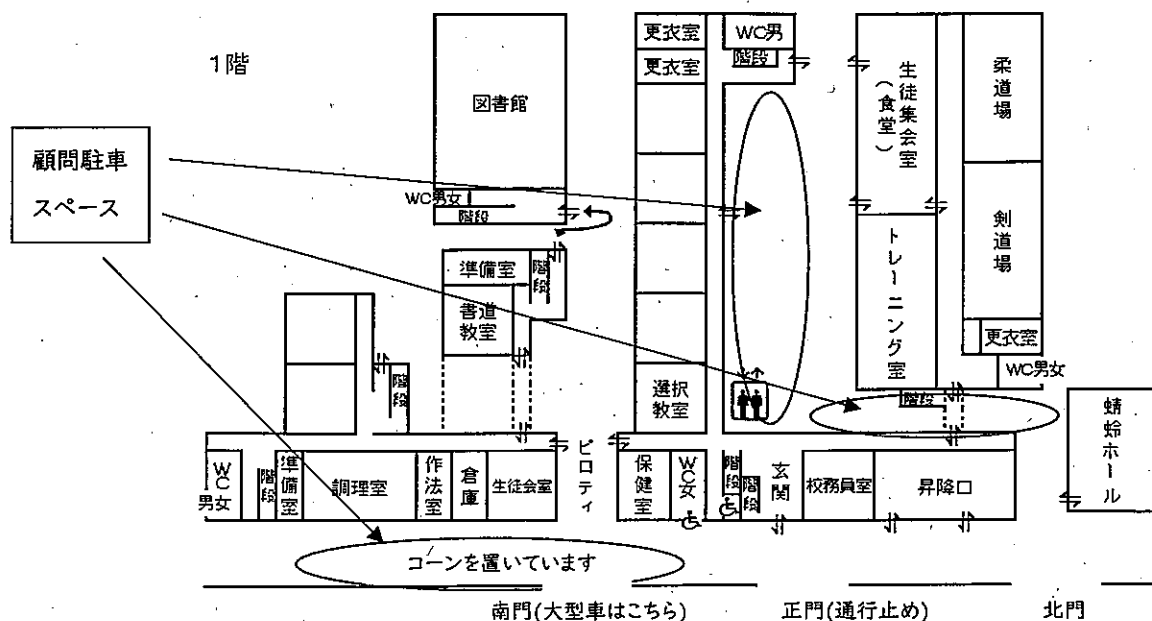 1階
顧問駐車
スペース
図書館
WC男女
階段
準備室
階段
書道
教室
階段
更衣室
更衣室
WC男
階段
選択
教室
生徒集会室
(食堂)
トレーニング室
階段
柔道場
剣道場
更衣室
WC男女
蜻蛉ホール
WC
男女
階段
準備室
調理室
作法室
倉庫
生徒会室
ピロティ
保健室
WC女
階段
階段
玄関
校務員室
昇降口
コーンを置いています
南門(大型車はこちら)
正門(通行止め)
北門